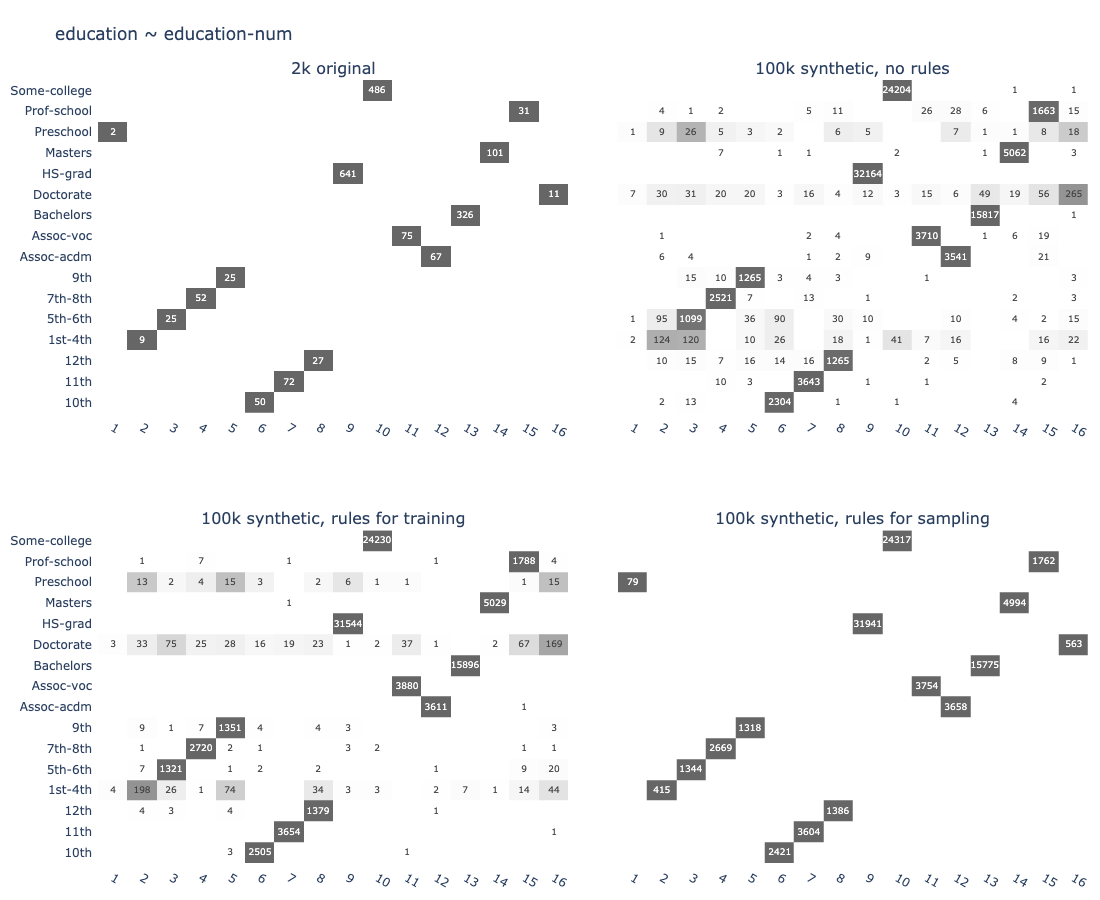 education ~ education-num
2k original
Some-college 486
Prof-school 31
Preschool 2
Masters 101
HS-grad 641
Doctorate 11
Bachelors 326
Assoc-voc 75
Assoc-acdm 67
9th 25
7th-8th 52
5th-6th 25
1st-4th 9
12th 27
11th 72
10th 50
1 2 3 4 5 6 7 8 9 10 11 12 13 14 15 16
100k synthetic, no rules
24204 1 1
4 1 2 5 11 26 28 6 1663 15
1 9 26 5 3 2 6 5 7 1 1 8 18
7 1 1 2 1 5062 3
32164
7 30 31 20 20 3 16 4 12 3 15 6 49 19 56 265
15817 1
1 2 4 3710 1 6 19
6 4 1 2 9 3541 21
15 10 1265 3 4 3 1 3
2521 7 13 1 2 3
1 95 1099 36 90 30 10 10 4 2 15
2 124 120 10 26 18 1 41 7 16 16 22
10 15 7 16 14 16 1265 2 5 8 9 1
10 3 3643 1 1 2
2 13 2304 1 1 4
1 2 3 4 5 6 7 8 9 10 11 12 13 14 15 16
100k synthetic, rules for training
Some-college 24230
Prof-school 1 7 1 1 1788 4
Preschool 13 2 4 15 3 2 6 1 1 1 15
Masters 1 5029
HS-grad 31544
Doctorate 3 33 75 25 28 16 19 23 1 2 37 1 2 67 169
Bachelors 15896
Assoc-voc 3880
Assoc-acdm 3611 1
9th 9 1 7 1351 4 4 3 3
7th-8th 1 2720 2 1 3 2 1 1
5th-6th 7 1321 1 2 2 1 9 20
1st-4th 4 198 26 1 74 34 3 3 2 7 1 14 44
12th 4 3 4 1379 1
11th 3654 1
10th 3 2505 1
1 2 3 4 5 6 7 8 9 10 11 12 13 14 15 16
100k synthetic, rules for sampling
24317
1762
79
4994
31941
563
15775
3754
3658
1318
2669
1344
415
1386
3604
2421
1 2 3 4 5 6 7 8 9 10 11 12 13 14 15 16